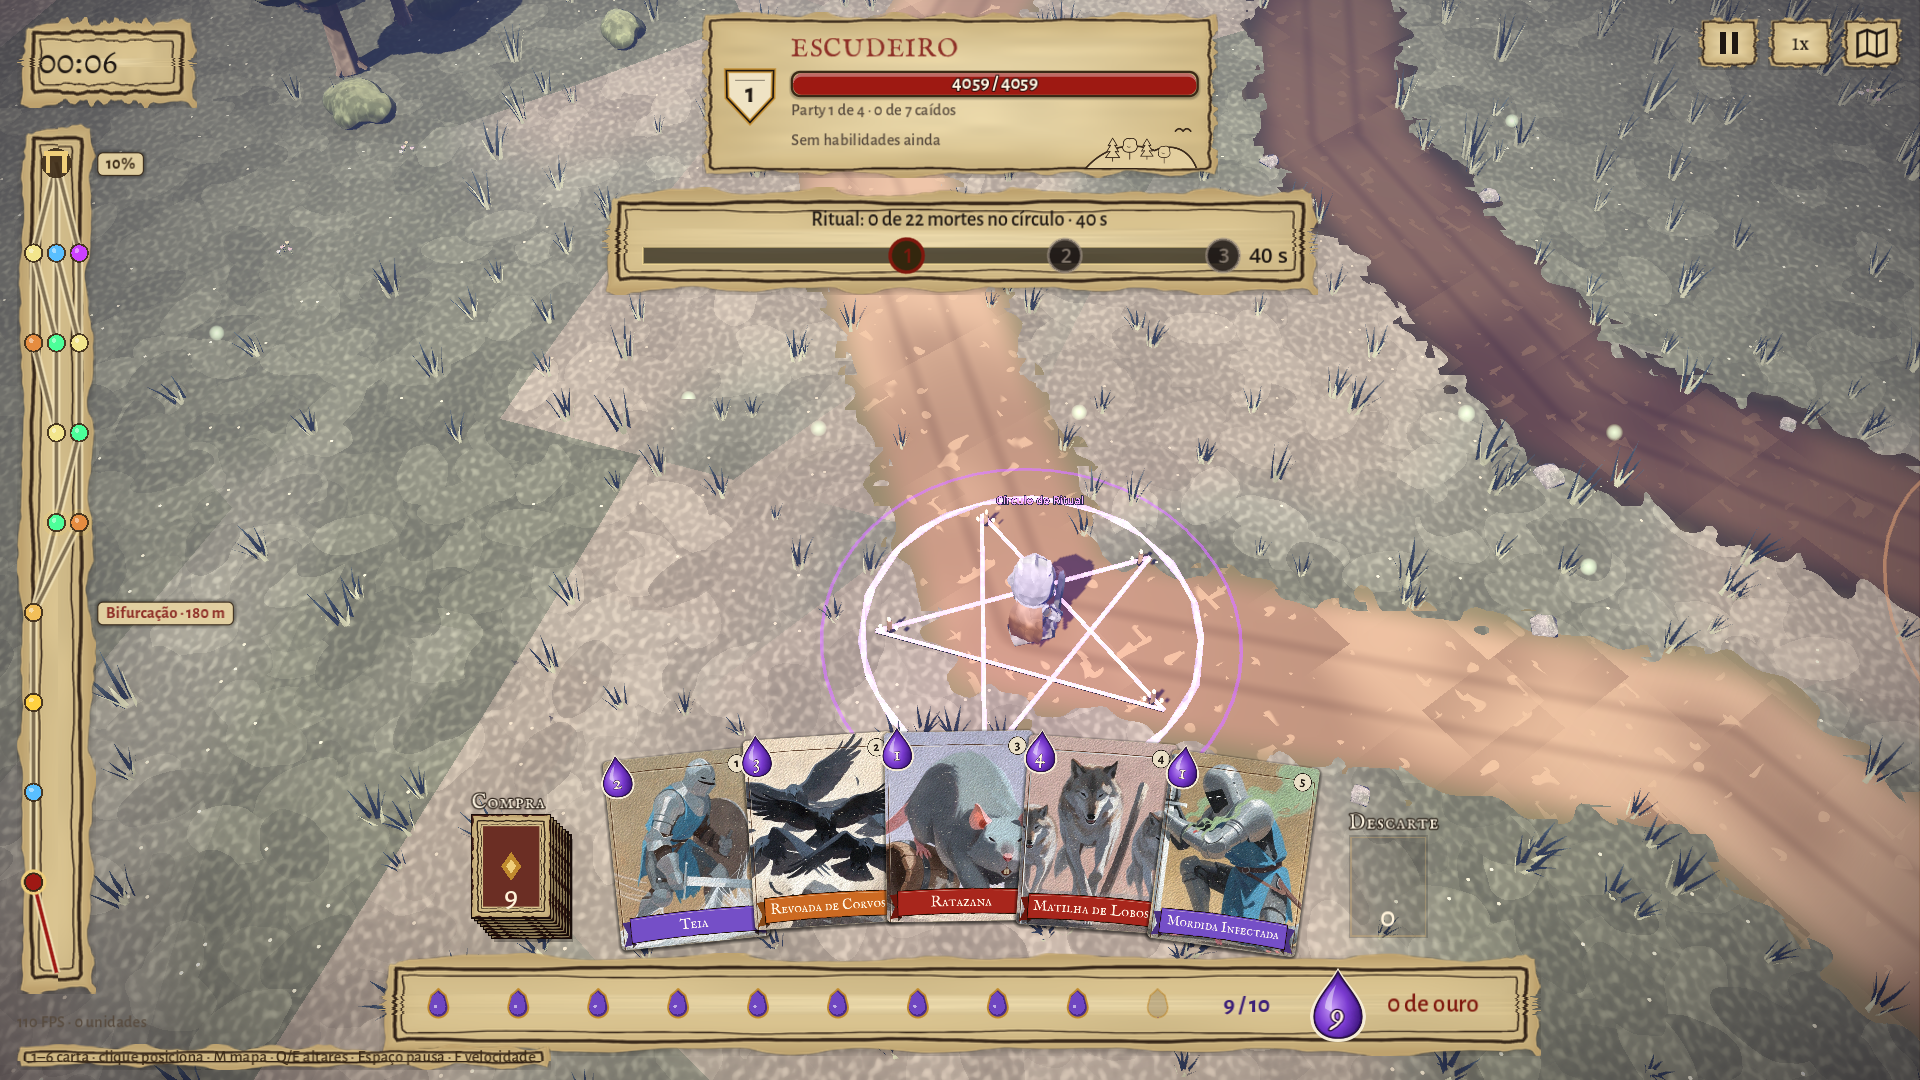 00:06
ESCUDEIRO
1
4059/4059
Party 1 de 4 · 0 de 7 caídos
Sem habilidades ainda
1x
10%
Ritual: 0 de 22 mortes no círculo · 40 s
1 2 3 40 s
Círculo do Ritual
Bifurcação · 180 m
Compra
9
2 1 Teia
3 2 Revoada de Corvos
1 3 Ratazana
4 4 Matilha de Lobos
1 5 Mordida Infectada
Descarte
0
9/10
9
0 de ouro
110 FPS · 0 unidades
1–6 carta · clique posiciona · M mapa · Q/E altares · Espaço pausa · F velocidade